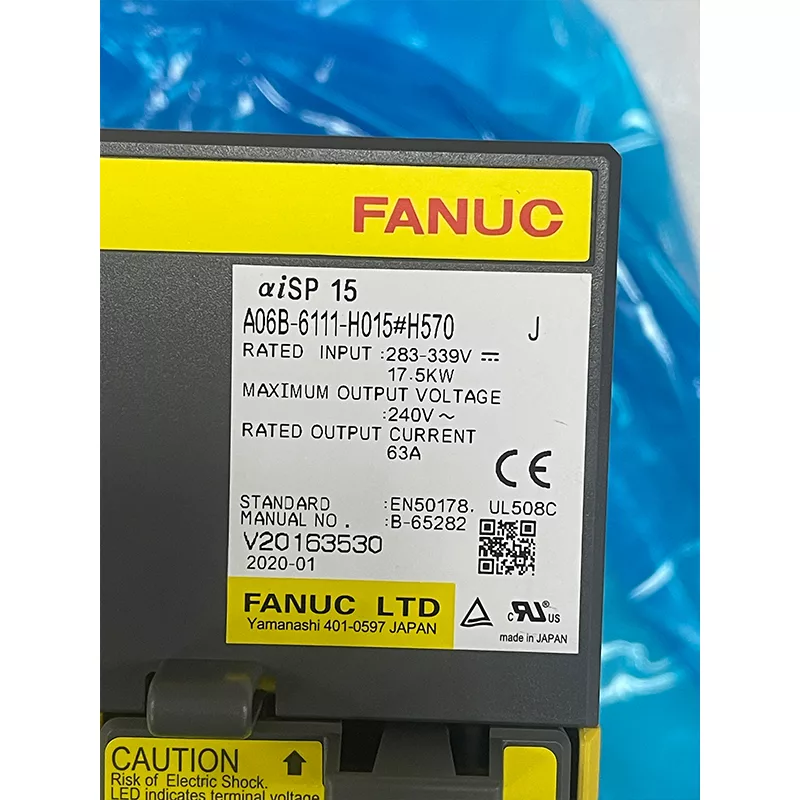 FANUC
αiSP 15
A06B-6111-H015#H570 J
RATED INPUT :283-339V ⎓
17.5KW
MAXIMUM OUTPUT VOLTAGE
:240V ~
RATED OUTPUT CURRENT
63A
CE
STANDARD :EN50178. UL508C
MANUAL NO. :B-65282
V20163530
2020-01
FANUC LTD
Yamanashi 401-0597 JAPAN
c RU® US
made in JAPAN
CAUTION
Risk of Electric Shock.
LED indicates terminal voltage